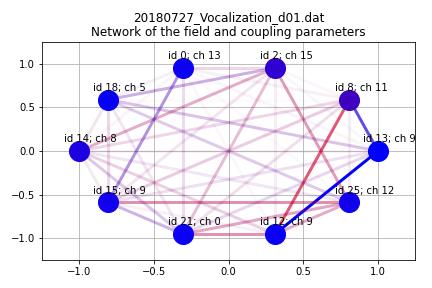 20180727_Vocalization_d01.dat
Network of the field and coupling parameters
1.0
0.5
0.0
−0.5
−1.0
id 0; ch 13
id 2; ch 15
id 18; ch 5
id 8; ch 11
id 14; ch 8
id 13; ch 9
id 15; ch 9
id 25; ch 12
id 21; ch 0
id 12; ch 9
−1.0
−0.5
0.0
0.5
1.0